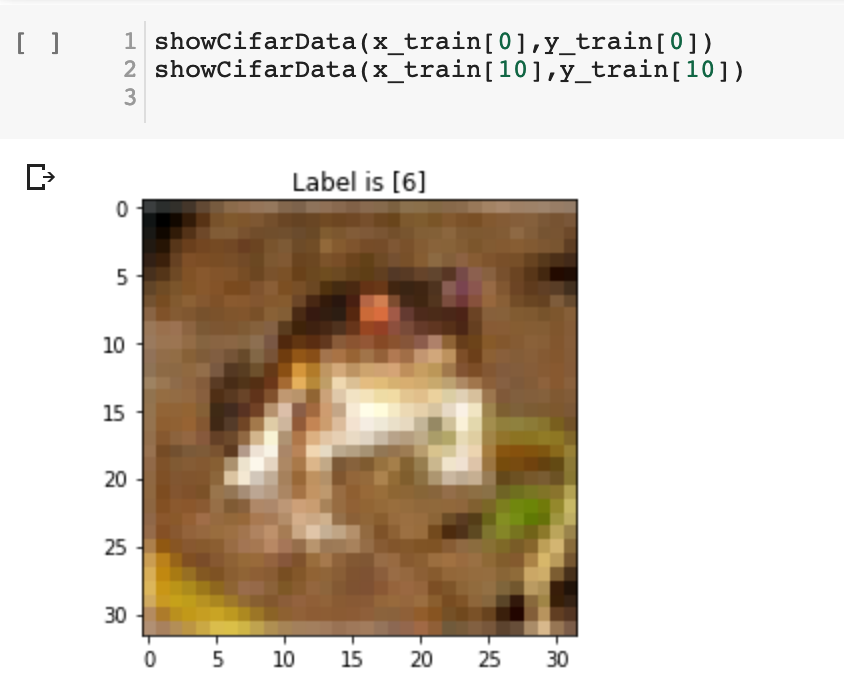 [ ]
1 showCifarData(x_train[0],y_train[0])
2 showCifarData(x_train[10],y_train[10])
3
Label is [6]
0
5
10
15
20
25
30
0 5 10 15 20 25 30